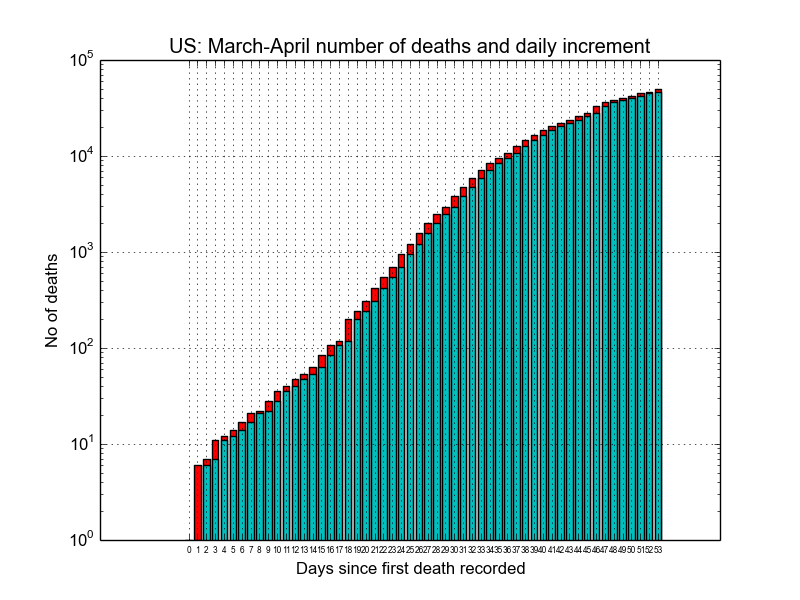 US: March-April number of deaths and daily increment
10^5
10^4
10^3
10^2
10^1
10^0
No of deaths
0 1 2 3 4 5 6 7 8 9 10 11 12 13 14 15 16 17 18 19 20 21 22 23 24 25 26 27 28 29 30 31 32 33 34 35 36 37 38 39 40 41 42 43 44 45 46 47 48 49 50 51 52 53
Days since first death recorded